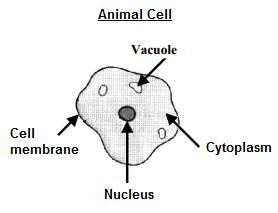 Animal Cell
Vacuole
Cell
membrane
Cytoplasm
Nucleus